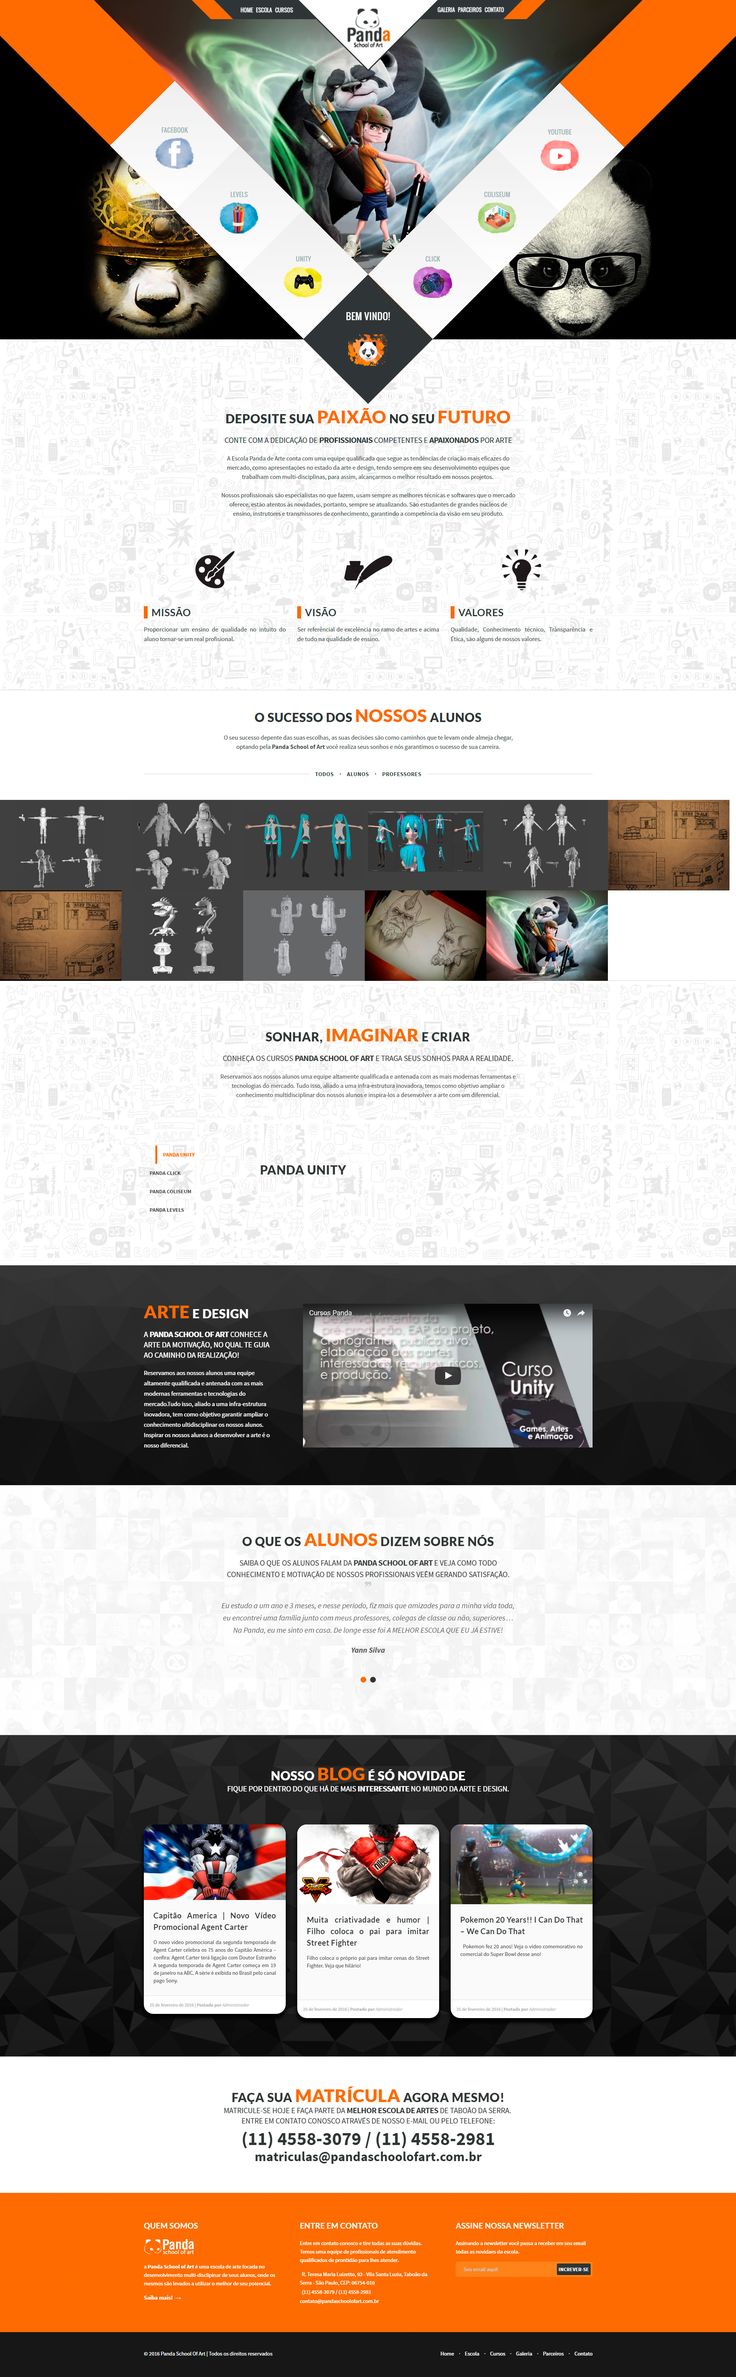 HOME ESCOLA CURSOS
Panda
School of Art
GALERIA PARCEIROS CONTATO
FACEBOOK
YOUTUBE
LEVELS
COLISEUM
UNITY
CLICK
BEM VINDO!
DEPOSITE SUA PAIXÃO NO SEU FUTURO
CONTE COM A DEDICAÇÃO DE PROFISSIONAIS COMPETENTES E APAIXONADOS POR ARTE
A Escola Panda de Arte conta com uma equipe qualificada que segue as tendências de criação mais eficazes do
mercado, como apresentações no estado da arte e design, tendo sempre em seu desenvolvimento equipes que
trabalham com multi-disciplinas, para assim, alcançarmos o melhor resultado em nossos projetos.
Nossos profissionais são especialistas no que fazem, usam sempre as melhores técnicas e softwares que o mercado
oferece, estão atentos às novidades, portanto, sempre se atualizando. São estudantes de grandes núcleos de
ensino, instrutores e transmissores de conhecimento, garantindo a competência da visão em seu produto.
MISSÃO
Proporcionar um ensino de qualidade no intuito do
aluno tornar-se um real profissional.
VISÃO
Ser referêncial de excelência no ramo de artes e acima
de tudo na qualidade de ensino.
VALORES
Qualidade, Conhecimento técnico, Trânsparência e
Ética, são alguns de nossos valores.
O SUCESSO DOS NOSSOS ALUNOS
O seu sucesso depente das suas escolhas, as suas decisões são como caminhos que te levam onde almeja chegar,
optando pela Panda School of Art você realiza seus sonhos e nós garantimos o sucesso de sua carreira.
TODOS • ALUNOS • PROFESSORES
SONHAR, IMAGINAR E CRIAR
CONHEÇA OS CURSOS PANDA SCHOOL OF ART E TRAGA SEUS SONHOS PARA A REALIDADE.
Reservamos aos nossos alunos uma equipe altamente qualificada e antenada com as mais modernas ferramentas e
tecnologias do mercado. Tudo isso, aliado a uma infra-estrutura inovadora, temos como objetivo ampliar o
conhecimento multidisciplinar dos nossos alunos e inspira-los a desenvolver a arte com um diferencial.
PANDA UNITY
PANDA CLICK
PANDA COLISEUM
PANDA LEVELS
PANDA UNITY
ARTE E DESIGN
A PANDA SCHOOL OF ART CONHECE A
ARTE DA MOTIVAÇÃO, NO QUAL TE GUIA
AO CAMINHO DA REALIZAÇÃO!
Reservamos aos nossos alunos uma equipe
altamente qualificada e antenada com as mais
modernas ferramentas e tecnologias do
mercado.Tudo isso, aliado a uma infra-estrutura
inovadora, tem como objetivo garantir ampliar o
conhecimento ultidisciplinar os nossos alunos.
Inspirar os nossos alunos a desenvolver a arte é o
nosso diferencial.
Cursos Panda
pré-produção, EAP do projeto,
cronograma, publico alvo,
elaboração das partes
interessadas, recursos, riscos,
e produção.
Curso
Unity
Games, Artes
e Animação
O QUE OS ALUNOS DIZEM SOBRE NÓS
SAIBA O QUE OS ALUNOS FALAM DA PANDA SCHOOL OF ART E VEJA COMO TODO
CONHECIMENTO E MOTIVAÇÃO DE NOSSOS PROFISSIONAIS VEÊM GERANDO SATISFAÇÃO.
Eu estudo a um ano e 3 meses, e nesse período, fiz mais que amizades para a minha vida toda,
eu encontrei uma família junto com meus professores, colegas de classe ou não, superiores…
Na Panda, eu me sinto em casa. De longe esse foi A MELHOR ESCOLA QUE EU JÁ ESTIVE!
Yann Silva
NOSSO BLOG É SÓ NOVIDADE
FIQUE POR DENTRO DO QUE HÁ DE MAIS INTERESSANTE NO MUNDO DA ARTE E DESIGN.
Capitão America | Novo Vídeo
Promocional Agent Carter
O novo vídeo promocional da segunda temporada de
Agent Carter celebra os 75 anos do Capitão América –
confira: Agent Carter terá ligação com Doutor Estranho
A segunda temporada de Agent Carter começa em 19
de janeiro na ABC. A série é exibida no Brasil pelo canal
pago Sony.
25 de fevereiro de 2016 | Postado por Administrador
Muita criativadade e humor |
Filho coloca o pai para imitar
Street Fighter
Filho coloca o próprio pai para imitar cenas do Street
Fighter. Veja que hilário!
25 de fevereiro de 2016 | Postado por Administrador
Pokemon 20 Years!! I Can Do That
– We Can Do That
Pokemon fez 20 anos! Veja o vídeo comemorativo no
comercial do Super Bowl desse ano!
25 de fevereiro de 2016 | Postado por Administrador
FAÇA SUA MATRÍCULA AGORA MESMO!
MATRICULE-SE HOJE E FAÇA PARTE DA MELHOR ESCOLA DE ARTES DE TABOÃO DA SERRA.
ENTRE EM CONTATO CONOSCO ATRAVÉS DE NOSSO E-MAIL OU PELO TELEFONE:
(11) 4558-3079 / (11) 4558-2981
matriculas@pandaschoolofart.com.br
QUEM SOMOS
Panda
school of art
a Panda School of Art é uma escola de arte focada no
desenvolvimento multi-disciplinar de seus alunos, onde os
mesmos são levados a utilizar o melhor de seu potencial.
Saiba mais! →
ENTRE EM CONTATO
Entre em contato conosco e tire todas as suas dúvidas.
Temos uma equipe de profissionais de atendimento
qualificados de prontidão para lhes atender.
R. Tereza Maria Luizetto, 93 - Vila Santa Luzia, Taboão da
Serra - São Paulo, CEP: 06754-010
(11) 4558-3079 / (11) 4558-2981
contato@pandaschoolofart.com.br
ASSINE NOSSA NEWSLETTER
Assinando a newsletter você passa a receber em seu email
todas as novidaes da escola.
Seu email aqui!
INCREVER-SE
© 2016 Panda School Of Art | Todos os direitos reservados
Home • Escola • Cursos • Galeria • Parceiros • Contato